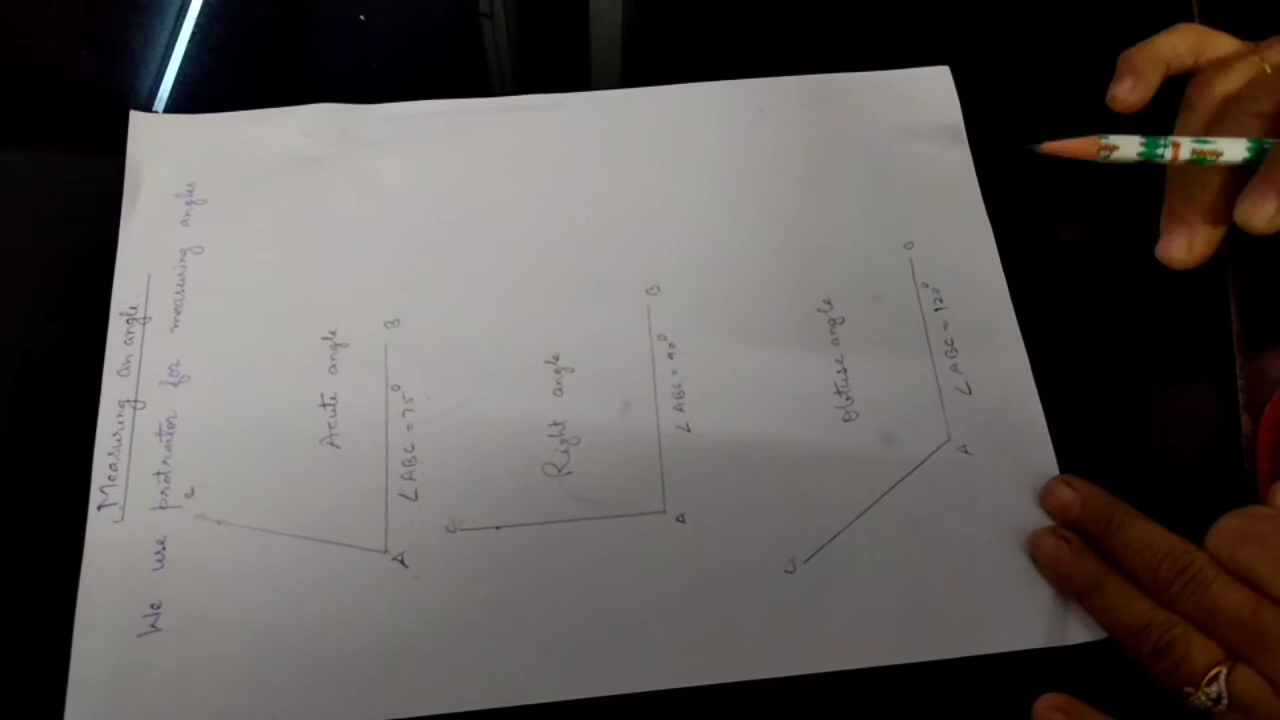 Measuring an angle
We use protractor for measuring angles
C
Acute angle
A
B
∠ABC = 75°
C
Right angle
A
B
∠ABC = 90°
C
Obtuse angle
A
B
∠ABC = 120°